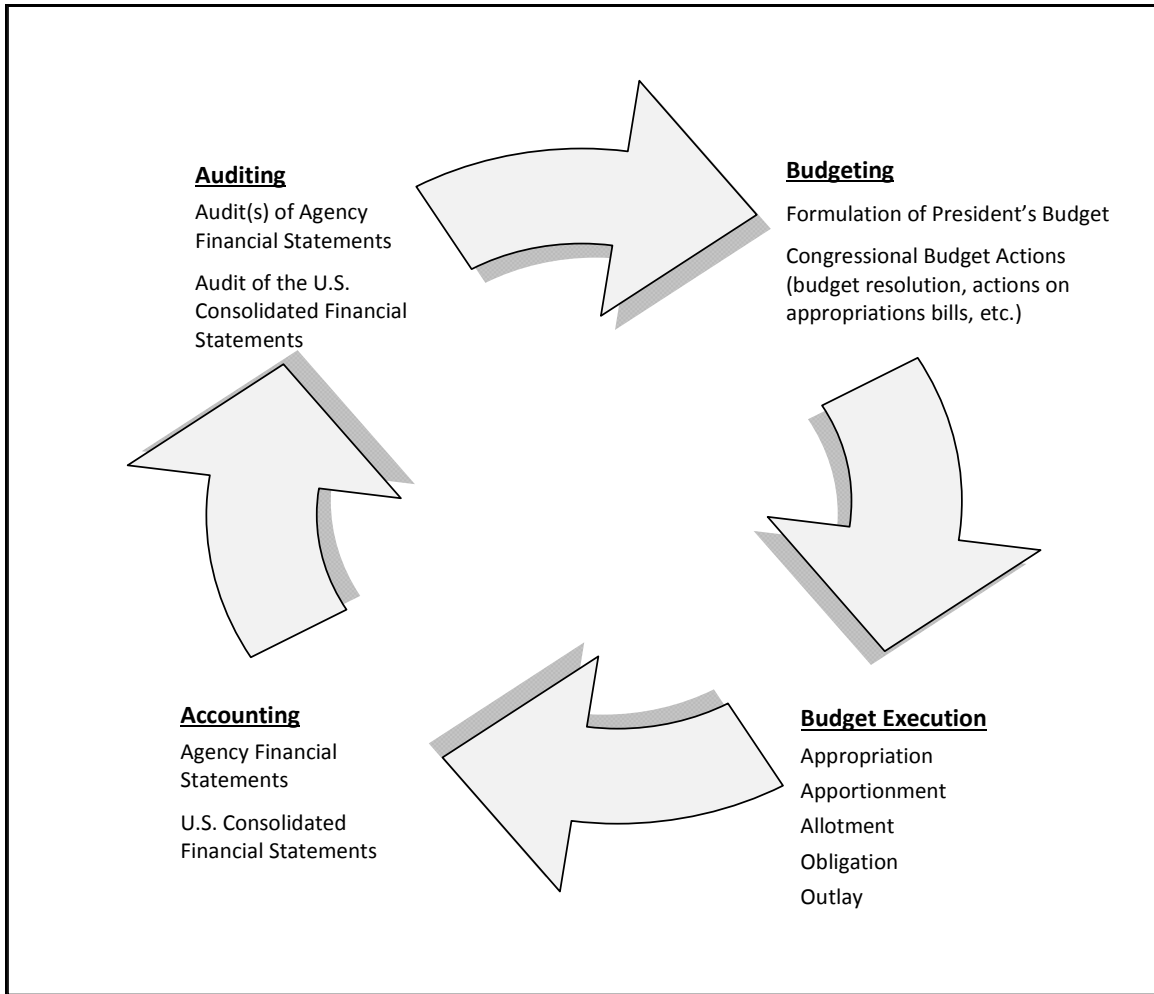 Auditing
Audit(s) of Agency
Financial Statements
Audit of the U.S.
Consolidated Financial
Statements
Budgeting
Formulation of President’s Budget
Congressional Budget Actions
(budget resolution, actions on
appropriations bills, etc.)
Accounting
Agency Financial
Statements
U.S. Consolidated
Financial Statements
Budget Execution
Appropriation
Apportionment
Allotment
Obligation
Outlay